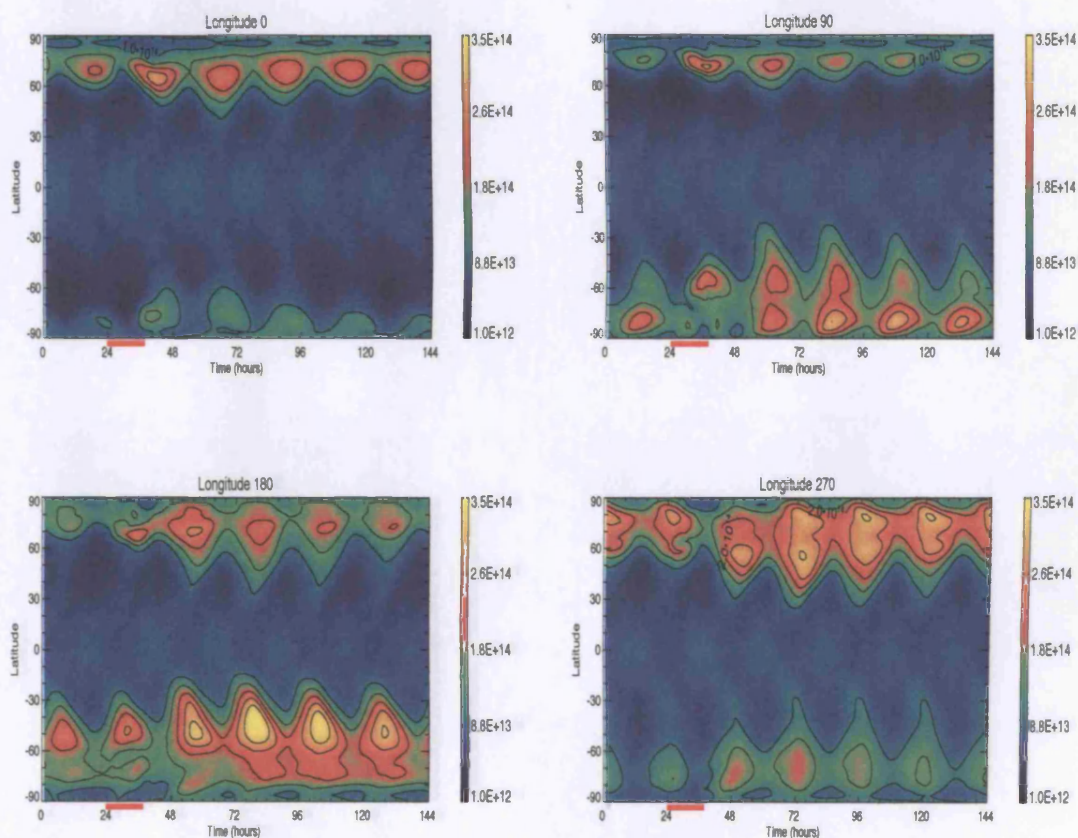 Longitude 0
90
60
30
0
-30
-60
-90
Latitude
0 24 48 72 96 120 144
Time (hours)
3.5E+14
2.6E+14
1.8E+14
8.8E+13
1.0E+12
Longitude 90
90
60
30
0
-30
-60
-90
Latitude
0 24 48 72 96 120 144
Time (hours)
3.5E+14
2.6E+14
1.8E+14
8.8E+13
1.0E+12
Longitude 180
90
60
30
0
-30
-60
-90
Latitude
0 24 48 72 96 120 144
Time (hours)
3.5E+14
2.6E+14
1.8E+14
8.8E+13
1.0E+12
Longitude 270
90
60
30
0
-30
-60
-90
Latitude
0 24 48 72 96 120 144
Time (hours)
3.5E+14
2.6E+14
1.8E+14
8.8E+13
1.0E+12